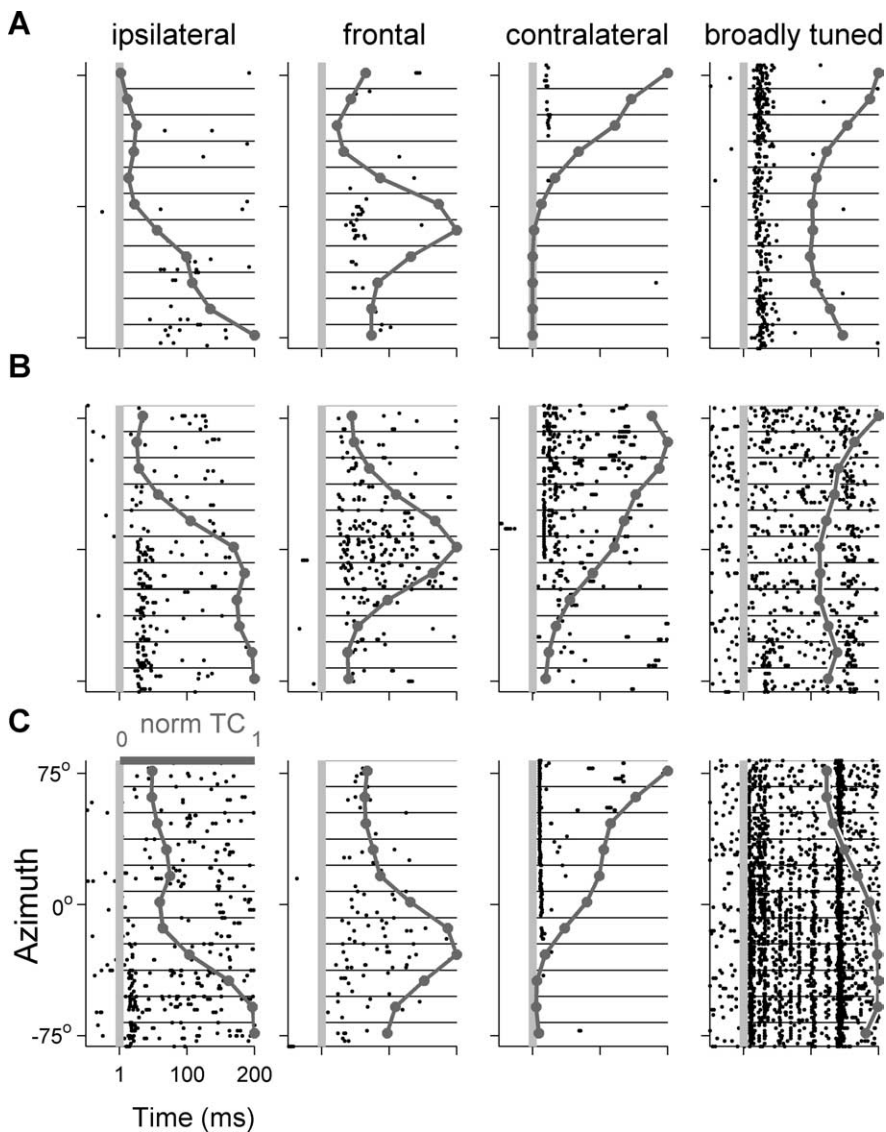 A
ipsilateral frontal contralateral broadly tuned
B
C
norm TC
0 1
75°
0°
-75°
Azimuth
1 100 200
Time (ms)